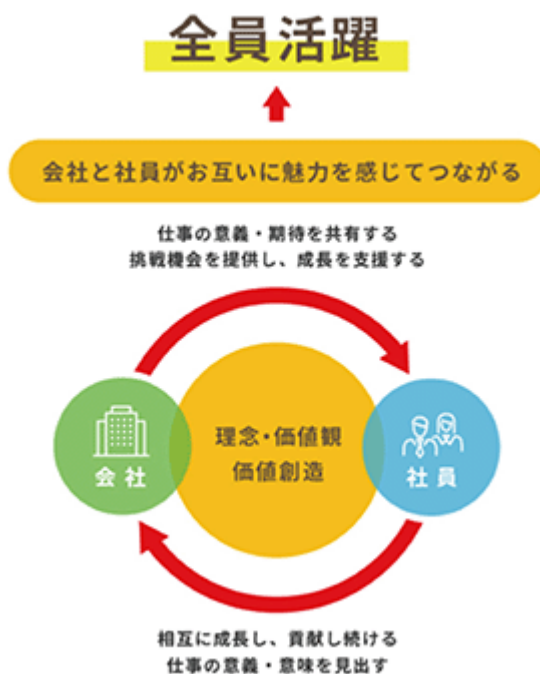 全員活躍
会社と社員がお互いに魅力を感じてつながる
仕事の意義・期待を共有する
挑戦機会を提供し、成長を支援する
理念・価値観
価値創造
会社
社員
相互に成長し、貢献し続ける
仕事の意義・意味を見出す